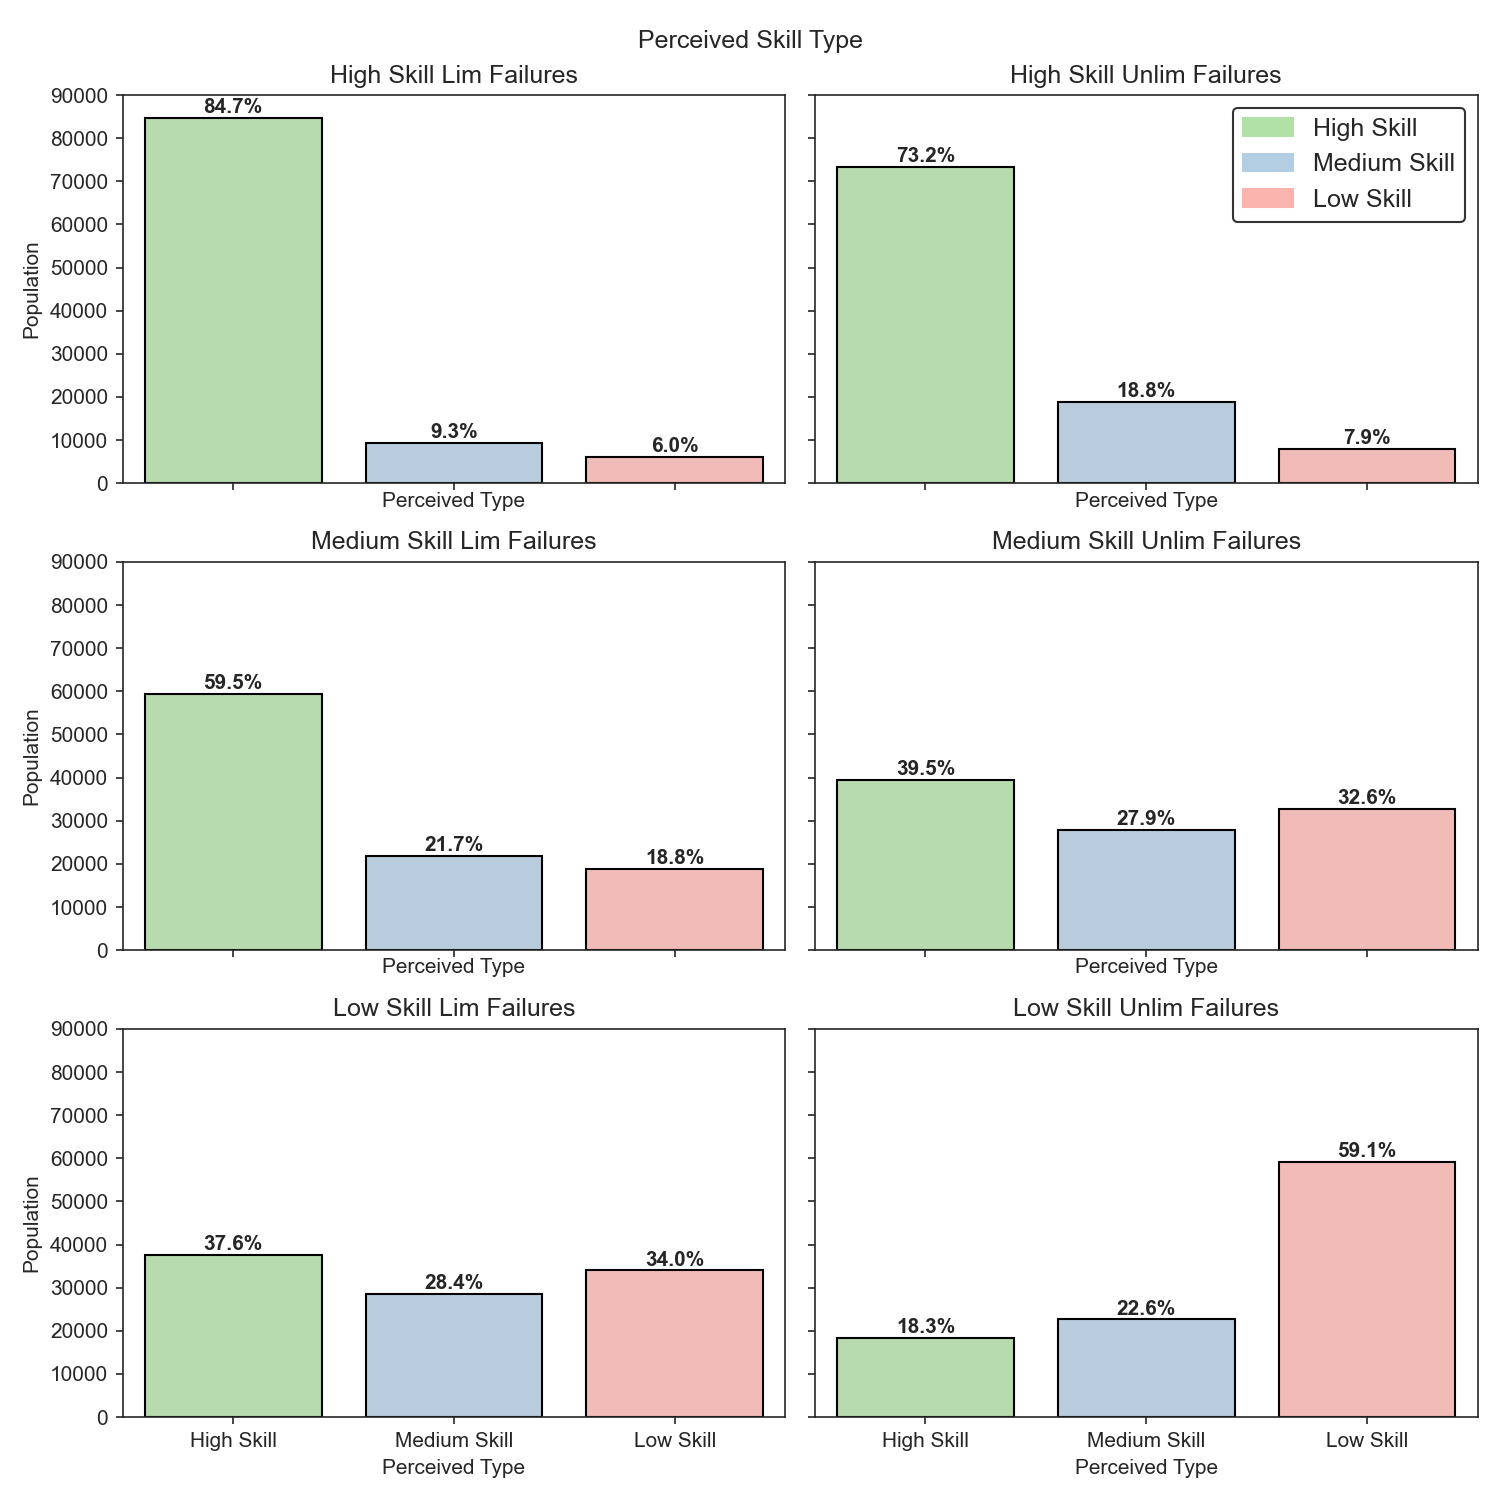 Perceived Skill Type
High Skill Lim Failures
90000
80000
70000
60000
50000
40000
30000
20000
10000
0
Population
84.7%
9.3%
6.0%
Perceived Type
High Skill Unlim Failures
73.2%
18.8%
7.9%
High Skill
Medium Skill
Low Skill
Perceived Type
Medium Skill Lim Failures
90000
80000
70000
60000
50000
40000
30000
20000
10000
0
Population
59.5%
21.7%
18.8%
Perceived Type
Medium Skill Unlim Failures
39.5%
27.9%
32.6%
Perceived Type
Low Skill Lim Failures
90000
80000
70000
60000
50000
40000
30000
20000
10000
0
Population
37.6%
28.4%
34.0%
High Skill
Medium Skill
Low Skill
Perceived Type
Low Skill Unlim Failures
18.3%
22.6%
59.1%
High Skill
Medium Skill
Low Skill
Perceived Type